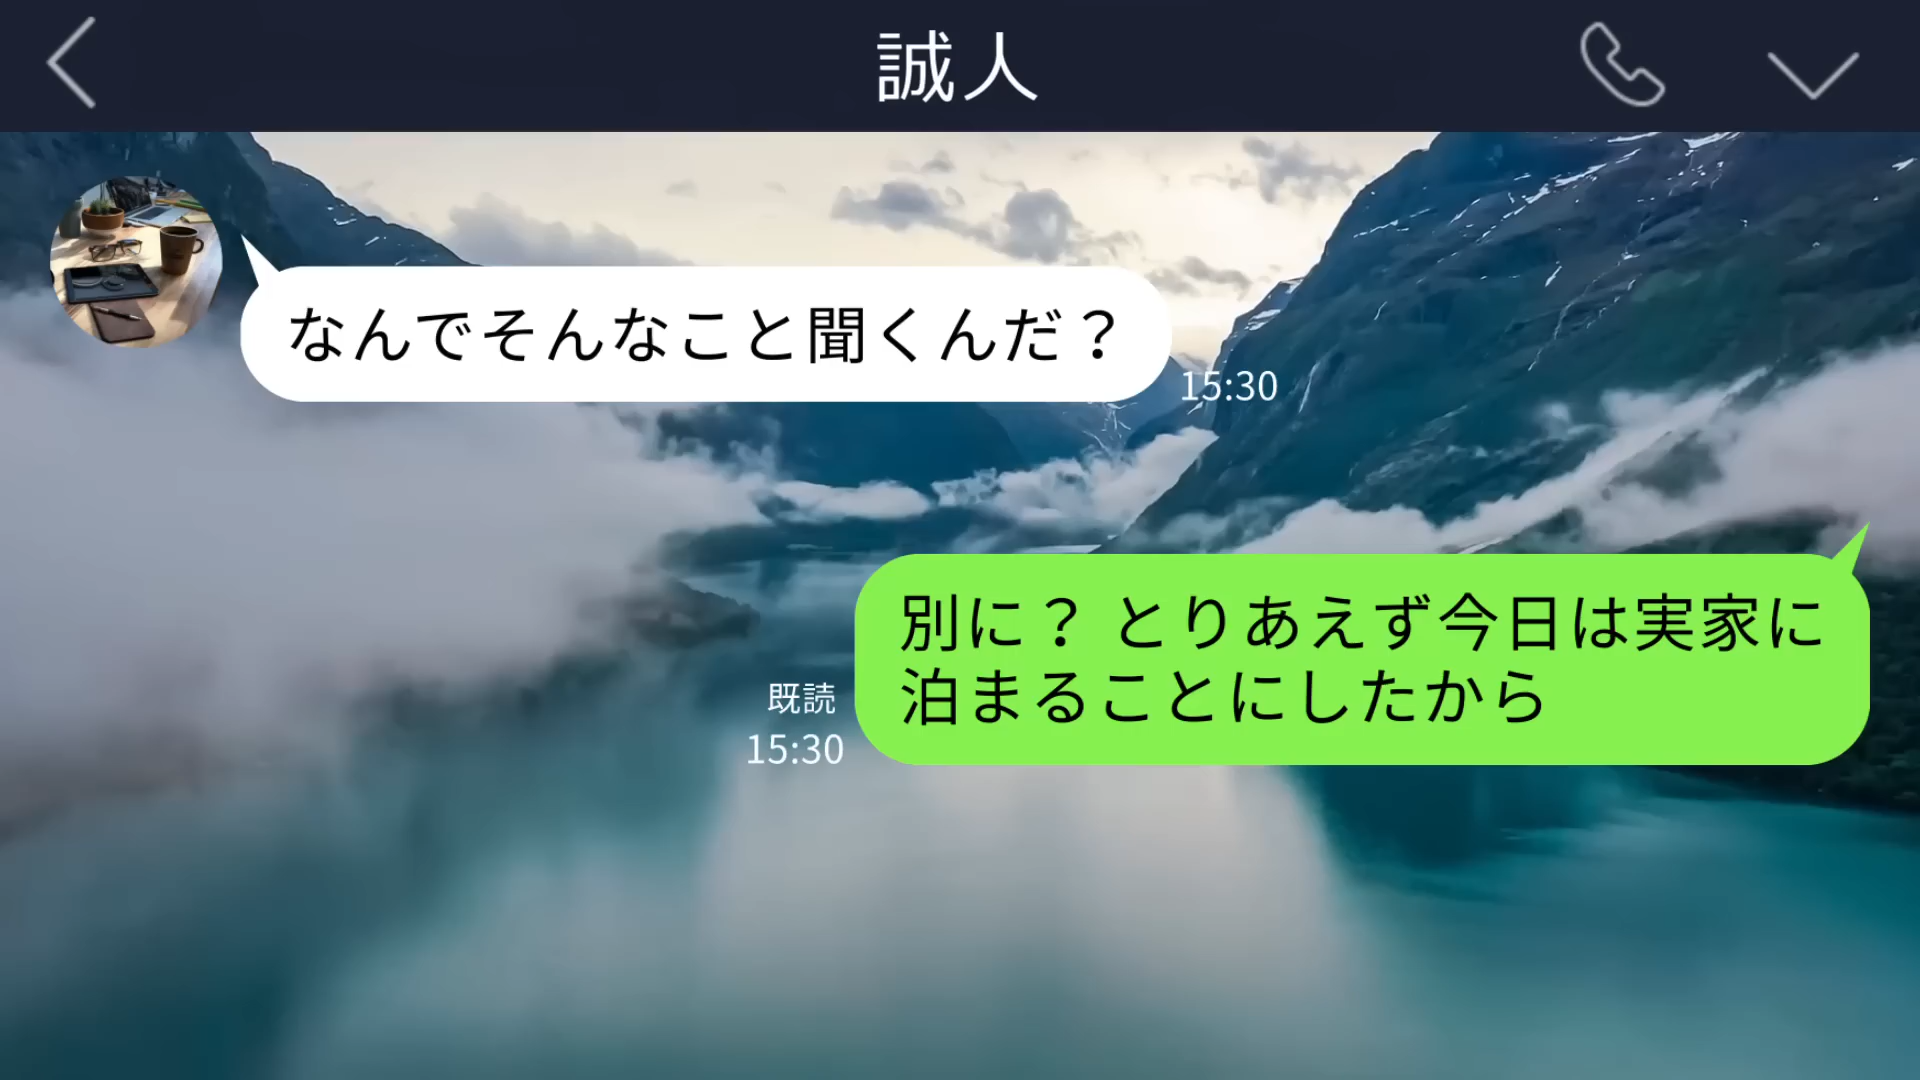 誠人
なんでそんなこと聞くんだ？
15:30
別に？ とりあえず今日は実家に
泊まることにしたから
既読
15:30